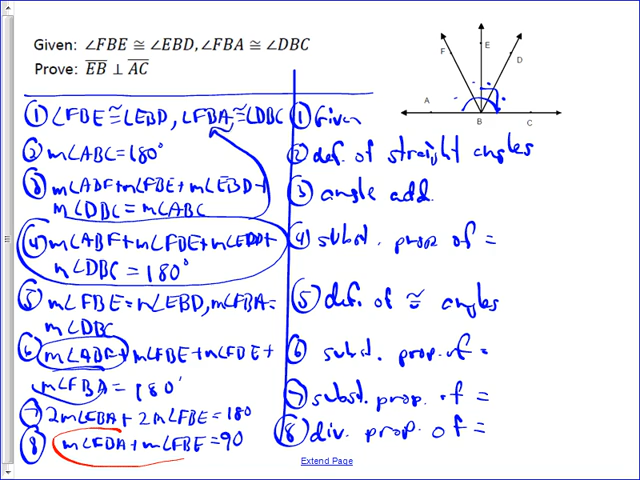 Given: ∠FBE ≅ ∠EBD, ∠FBA ≅ ∠DBC
Prove: EB ⊥ AC
F
E
D
A
B
C
① ∠FBE ≅ ∠EBD, ∠FBA ≅ ∠DBC
① Given
② m∠ABC = 180°
② def. of straight angles
③ m∠ABF + m∠FBE + m∠EBD +
m∠DBC = m∠ABC
③ angle add.
④ m∠ABF + m∠FBE + m∠EBD +
m∠DBC = 180°
④ subst. prop of =
⑤ m∠FBE = m∠EBD, m∠FBA =
m∠DBC
⑤ def. of ≅ angles
⑥ m∠ABF + m∠FBE + m∠FBE +
m∠FBA = 180°
⑥ subst. prop. of =
⑦ 2m∠FBA + 2m∠FBE = 180
⑦ subst. prop. of =
⑧ m∠FBA + m∠FBE = 90
⑧ div. prop. of =
Extend Page